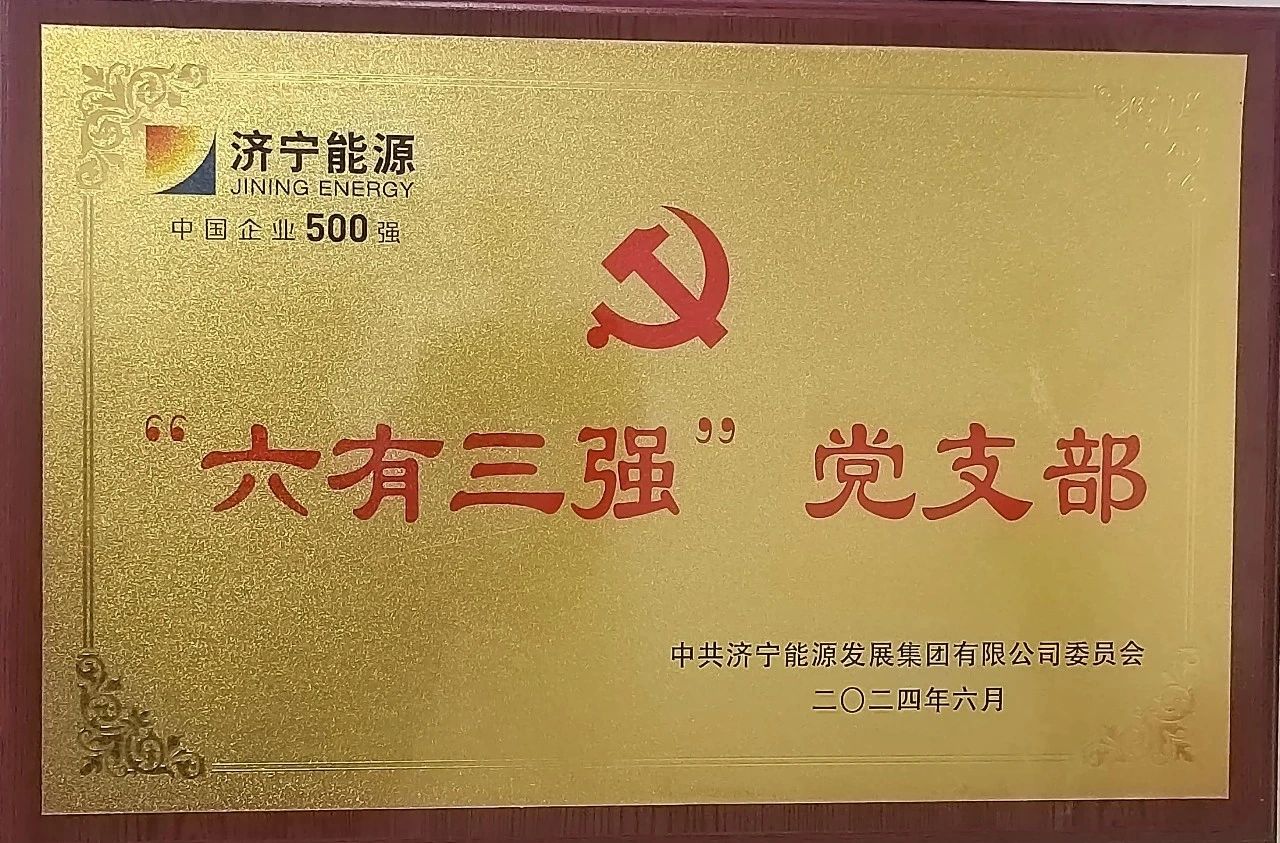 济宁能源
JINING ENERGY
中国企业500强
“六有三强”党支部
中共济宁能源发展集团有限公司委员会
二〇二四年六月